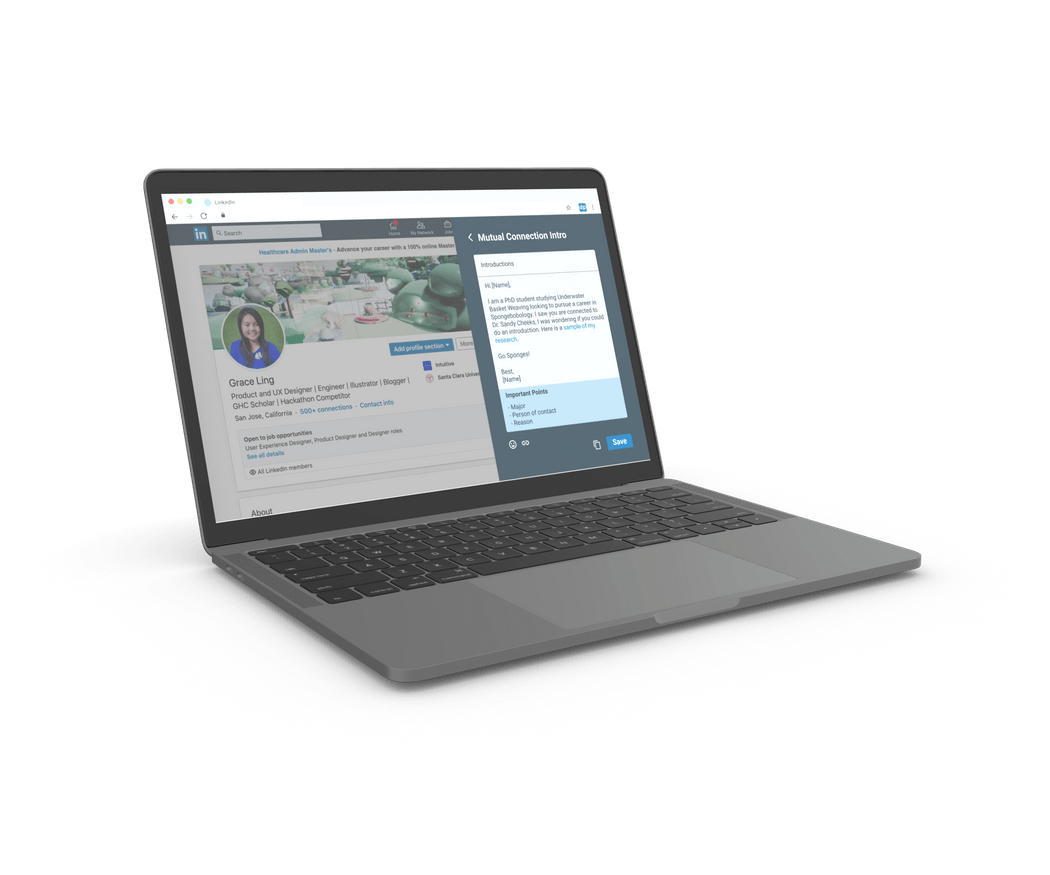 LinkedIn
in Search
Home
My Network
Jobs
Healthcare Admin Master's - Advance your career with a 100% online Master
Add profile section
More
Grace Ling
Product and UX Designer | Engineer | Illustrator | Blogger |
GHC Scholar | Hackathon Competitor
San Jose, California · 500+ connections · Contact info
Intuitive
Santa Clara Univer
Open to job opportunities
User Experience Designer, Product Designer and Designer roles
See all details
All LinkedIn members
About
Mutual Connection Intro
Introductions
Hi [Name],
I am a PhD student studying Underwater
Basket Weaving looking to pursue a career in
Spongebobology. I saw you are connected to
Dr. Sandy Cheeks, I was wondering if you could
do an introduction. Here is a sample of my
research.
Go Sponges!
Best,
[Name]
Important Points
- Major
- Person of contact
- Reason
Save